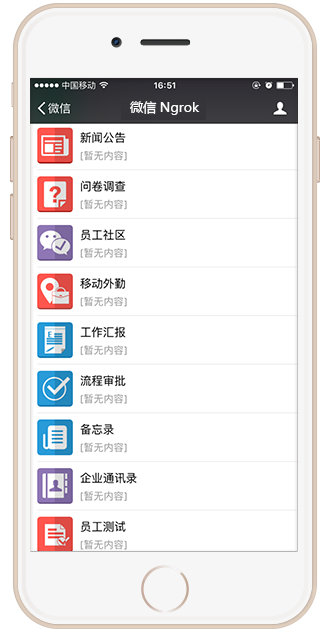 中国移动 16:51
微信 微信 Ngrok
新闻公告
[暂无内容]
问卷调查
[暂无内容]
员工社区
[暂无内容]
移动外勤
[暂无内容]
工作汇报
[暂无内容]
流程审批
[暂无内容]
备忘录
[暂无内容]
企业通讯录
[暂无内容]
员工测试
[暂无内容]